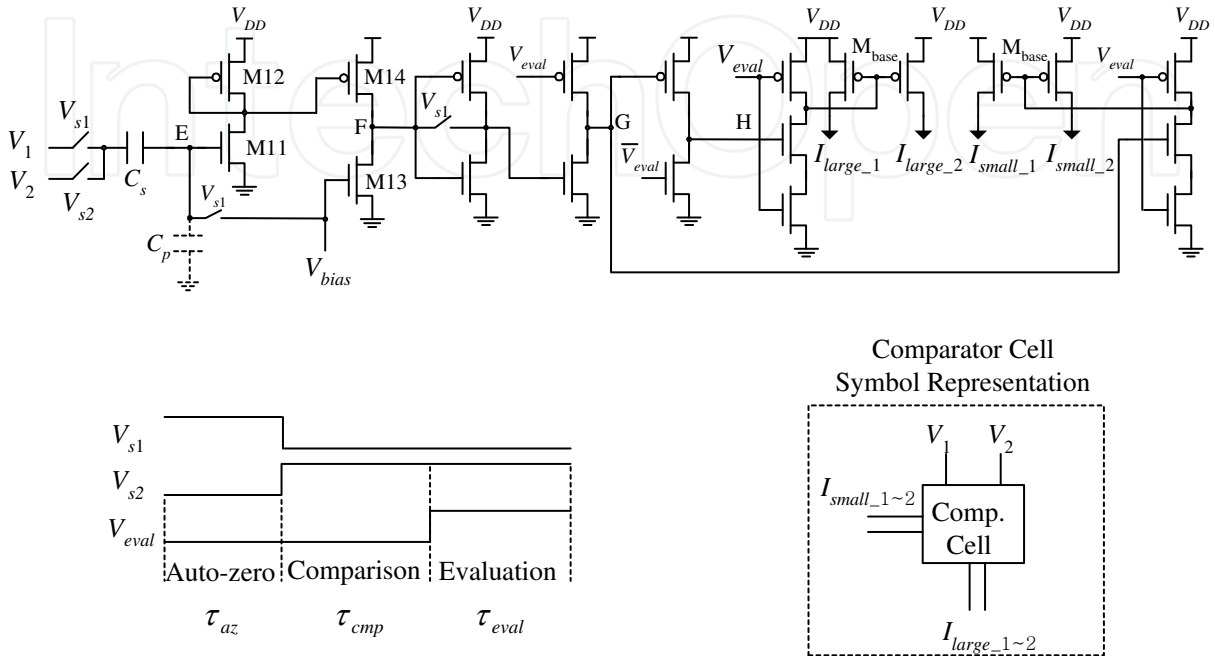 V_DD V_DD V_DD V_DD V_DD V_DD
M_base M_base
M12 M14 V_eval V_eval V_eval
V_s1 E F V_s1 G H
V_1 M11
V_2 C_s M13 V̅_eval I_large_1 I_large_2 I_small_1 I_small_2
V_s2 V_s1
C_p V_bias
Comparator Cell
Symbol Representation
V_s1
V_s2
V_eval
Auto-zero Comparison Evaluation
τ_az τ_cmp τ_eval
V_1 V_2
I_small_1~2
Comp.
Cell
I_large_1~2
InTechOpen